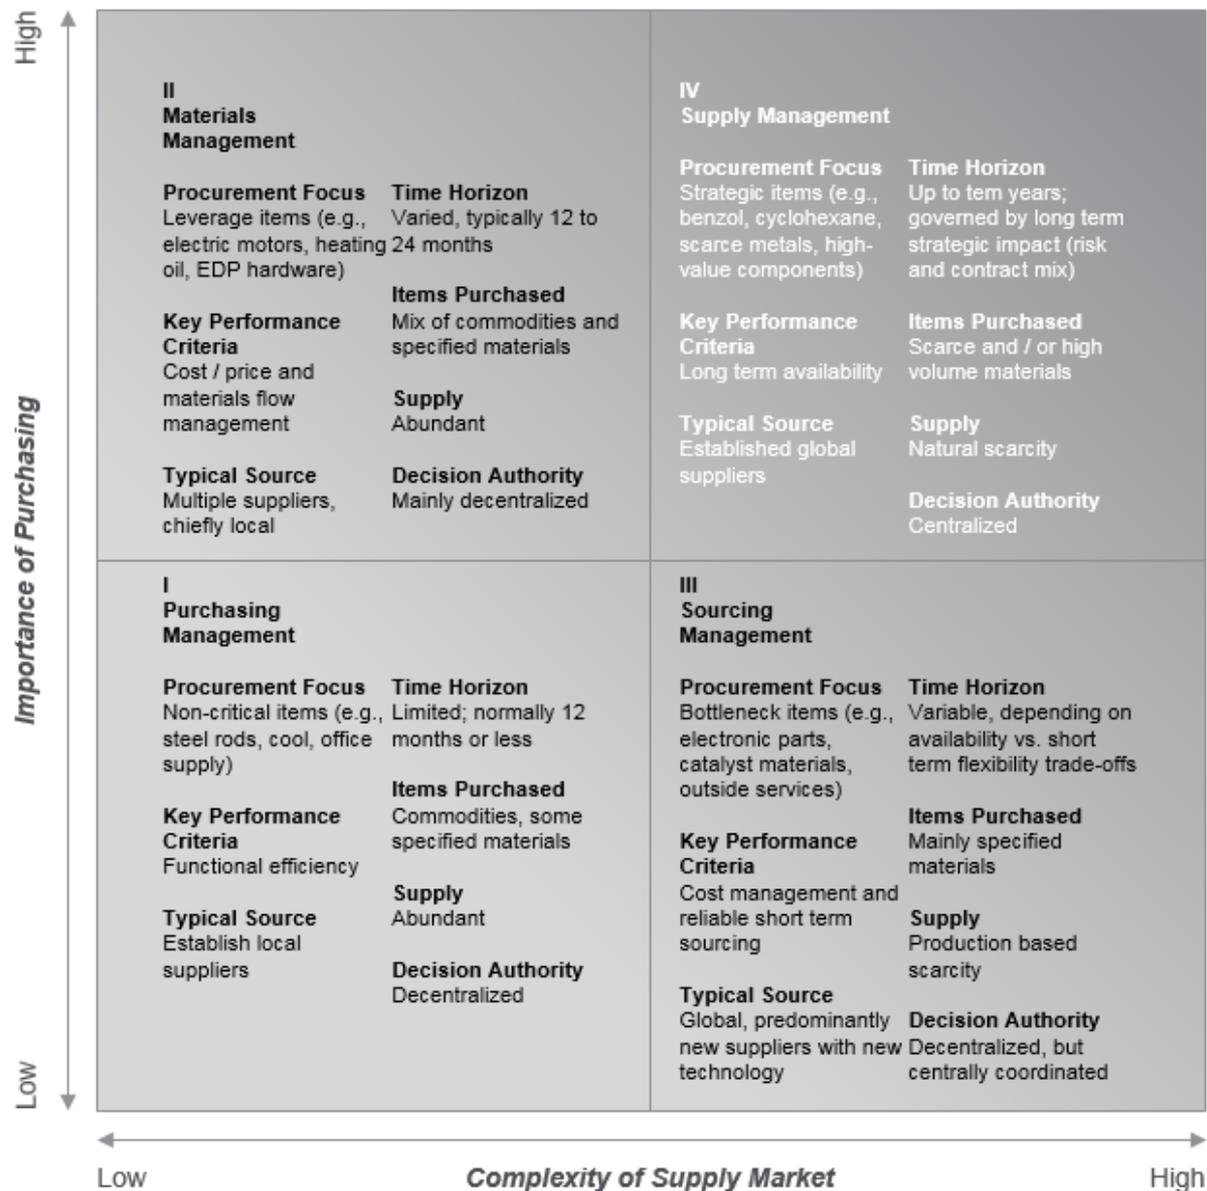 High
Importance of Purchasing
Low
II
Materials
Management
Procurement Focus
Leverage items (e.g.,
electric motors, heating
oil, EDP hardware)
Key Performance
Criteria
Cost / price and
materials flow
management
Typical Source
Multiple suppliers,
chiefly local
Time Horizon
Varied, typically 12 to
24 months
Items Purchased
Mix of commodities and
specified materials
Supply
Abundant
Decision Authority
Mainly decentralized
IV
Supply Management
Procurement Focus
Strategic items (e.g.,
benzol, cyclohexane,
scarce metals, high-
value components)
Key Performance
Criteria
Long term availability
Typical Source
Established global
suppliers
Time Horizon
Up to tem years;
governed by long term
strategic impact (risk
and contract mix)
Items Purchased
Scarce and / or high
volume materials
Supply
Natural scarcity
Decision Authority
Centralized
I
Purchasing
Management
Procurement Focus
Non-critical items (e.g.,
steel rods, cool, office
supply)
Key Performance
Criteria
Functional efficiency
Typical Source
Establish local
suppliers
Time Horizon
Limited; normally 12
months or less
Items Purchased
Commodities, some
specified materials
Supply
Abundant
Decision Authority
Decentralized
III
Sourcing
Management
Procurement Focus
Bottleneck items (e.g.,
electronic parts,
catalyst materials,
outside services)
Key Performance
Criteria
Cost management and
reliable short term
sourcing
Typical Source
Global, predominantly
new suppliers with new
technology
Time Horizon
Variable, depending on
availability vs. short
term flexibility trade-offs
Items Purchased
Mainly specified
materials
Supply
Production based
scarcity
Decision Authority
Decentralized, but
centrally coordinated
Low
Complexity of Supply Market
High